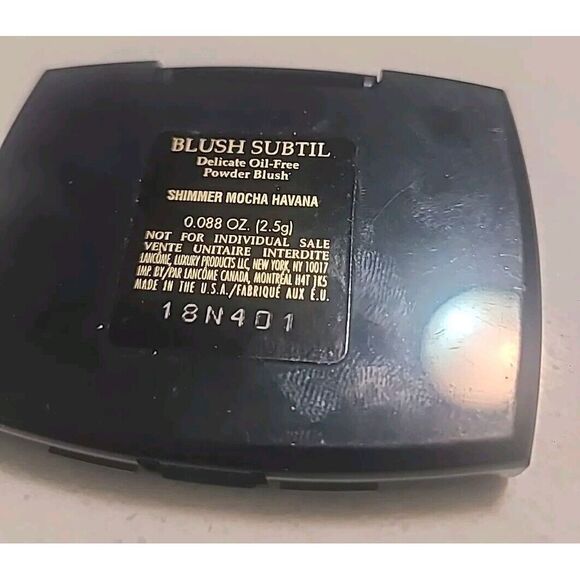 BLUSH SUBTIL
Delicate Oil-Free
Powder Blush
SHIMMER MOCHA HAVANA
0.088 OZ. (2.5g)
NOT FOR INDIVIDUAL SALE
VENTE UNITAIRE INTERDITE
LANCÔME, LUXURY PRODUCTS LLC, NEW YORK, NY 10017
IMP. BY/PAR LANCÔME CANADA, MONTRÉAL H4T 1K5
MADE IN THE U.S.A./FABRIQUÉ AUX É.U.
18N401